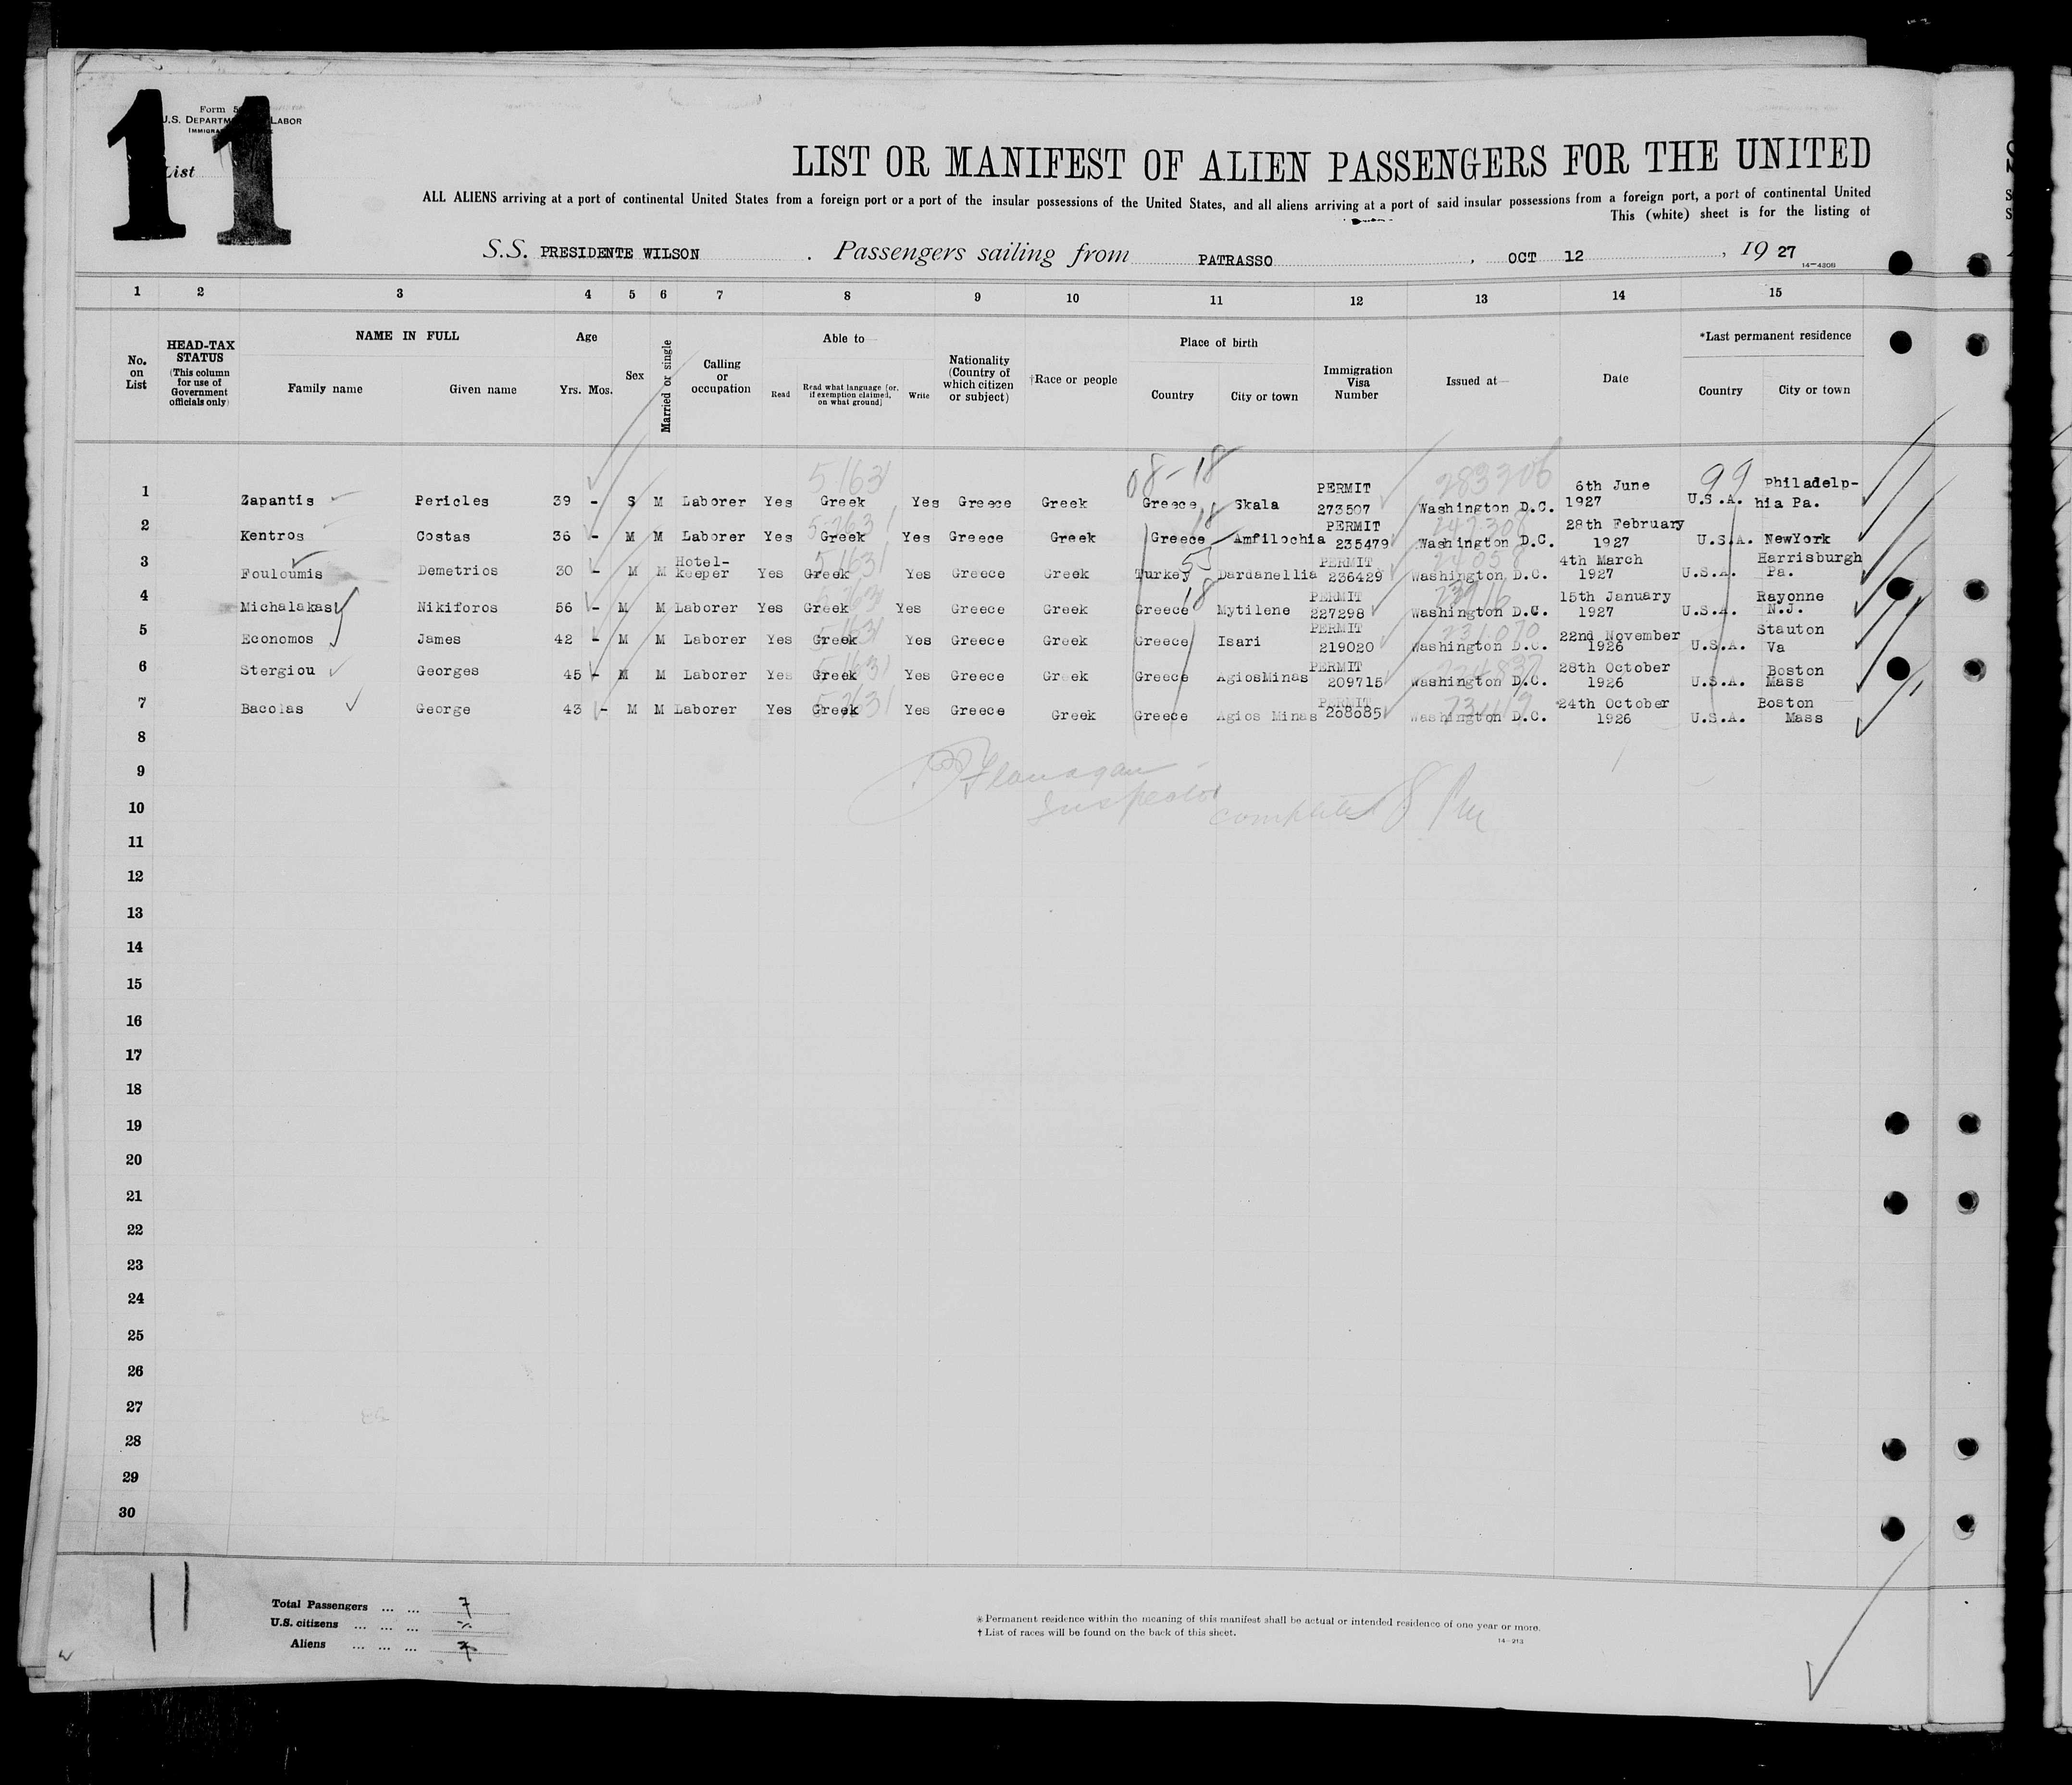 11
Form 5
U.S. DEPARTM LABOR
IMMIGRA
List
LIST OR MANIFEST OF ALIEN PASSENGERS FOR THE UNITED
ALL ALIENS arriving at a port of continental United States from a foreign port or a port of the insular possessions of the United States, and all aliens arriving at a port of said insular possessions from a foreign port, a port of continental United
This (white) sheet is for the listing of
S.S. PRESIDENTE WILSON . Passengers sailing from PATRASSO , OCT 12 , 19 27
14—430B
1 2 3 4 5 6 7 8 9 10 11 12 13 14 15
No. on List
HEAD-TAX STATUS (This column for use of Government officials only)
NAME IN FULL
Family name Given name
Age
Yrs. Mos.
Sex
Married or single
Calling or occupation
Able to—
Read Read what language [or, if exemption claimed, on what ground] Write
Nationality (Country of which citizen or subject)
†Race or people
Place of birth
Country City or town
Immigration Visa Number
Issued at—
Date
*Last permanent residence
Country City or town
08-18 99
1 Zapantis Pericles 39 - S M Laborer Yes Greek Yes Greece Greek Greece Skala PERMIT 273507 Washington D.C. 6th June 1927 U.S.A. Philadelp-hia Pa.
2 Kentros Costas 36 - M M Laborer Yes Greek Yes Greece Greek Greece Amfilochia PERMIT 235479 Washington D.C. 28th February 1927 U.S.A. NewYork
3 Fouloumis Demetrios 30 - M M Hotel-keeper Yes Greek Yes Greece Greek Turkey Dardanellia PERMIT 236429 Washington D.C. 4th March 1927 U.S.A. Harrisburgh Pa.
4 Michalakas Nikiforos 56 - M M Laborer Yes Greek Yes Greece Greek Greece Mytilene PERMIT 227298 Washington D.C. 15th January 1927 U.S.A. Rayonne N.J.
5 Economos James 42 - M M Laborer Yes Greek Yes Greece Greek Greece Isari PERMIT 219020 Washington D.C. 22nd November 1926 U.S.A. Stauton Va
6 Stergiou Georges 45 - M M Laborer Yes Greek Yes Greece Greek Greece AgiosMinas PERMIT 209715 Washington D.C. 28th October 1926 U.S.A. Boston Mass
7 Bacolas George 43 - M M Laborer Yes Greek Yes Greece Greek Greece Agios Minas PERMIT 208085 Washington D.C. 24th October 1926 U.S.A. Boston Mass
8
9
Flanagan
Inspector
10
11
12
13
14
15
16
17
18
19
20
21
22
23
24
25
26
27
28
29
30
11
Total Passengers ... ... 7
U.S. citizens ... ... ...
Aliens ... ... ... 7
* Permanent residence within the meaning of this manifest shall be actual or intended residence of one year or more.
† List of races will be found on the back of this sheet.
14—213